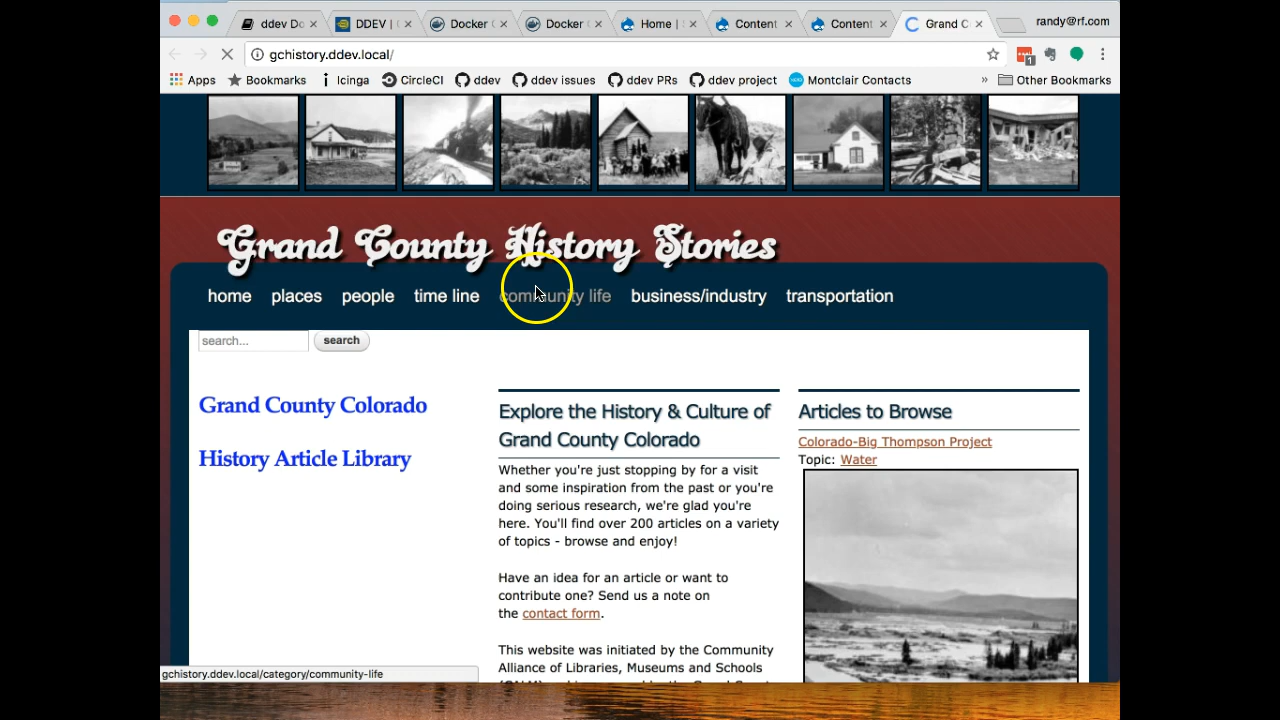 ddev Do
DDEV | (
Docker (
Docker (
Home |
Content
Content
Grand C
randy@rf.com
gchistory.ddev.local/
1
Apps Bookmarks Icinga CircleCI ddev ddev issues ddev PRs ddev project Montclair Contacts » Other Bookmarks
Grand County History Stories
home places people time line community life business/industry transportation
search... search
Grand County Colorado
History Article Library
Explore the History & Culture of
Grand County Colorado
Whether you're just stopping by for a visit
and some inspiration from the past or you're
doing serious research, we're glad you're
here. You'll find over 200 articles on a variety
of topics - browse and enjoy!
Have an idea for an article or want to
contribute one? Send us a note on
the contact form.
This website was initiated by the Community
Alliance of Libraries, Museums and Schools
Articles to Browse
Colorado-Big Thompson Project
Topic: Water
gchistory.ddev.local/category/community-life